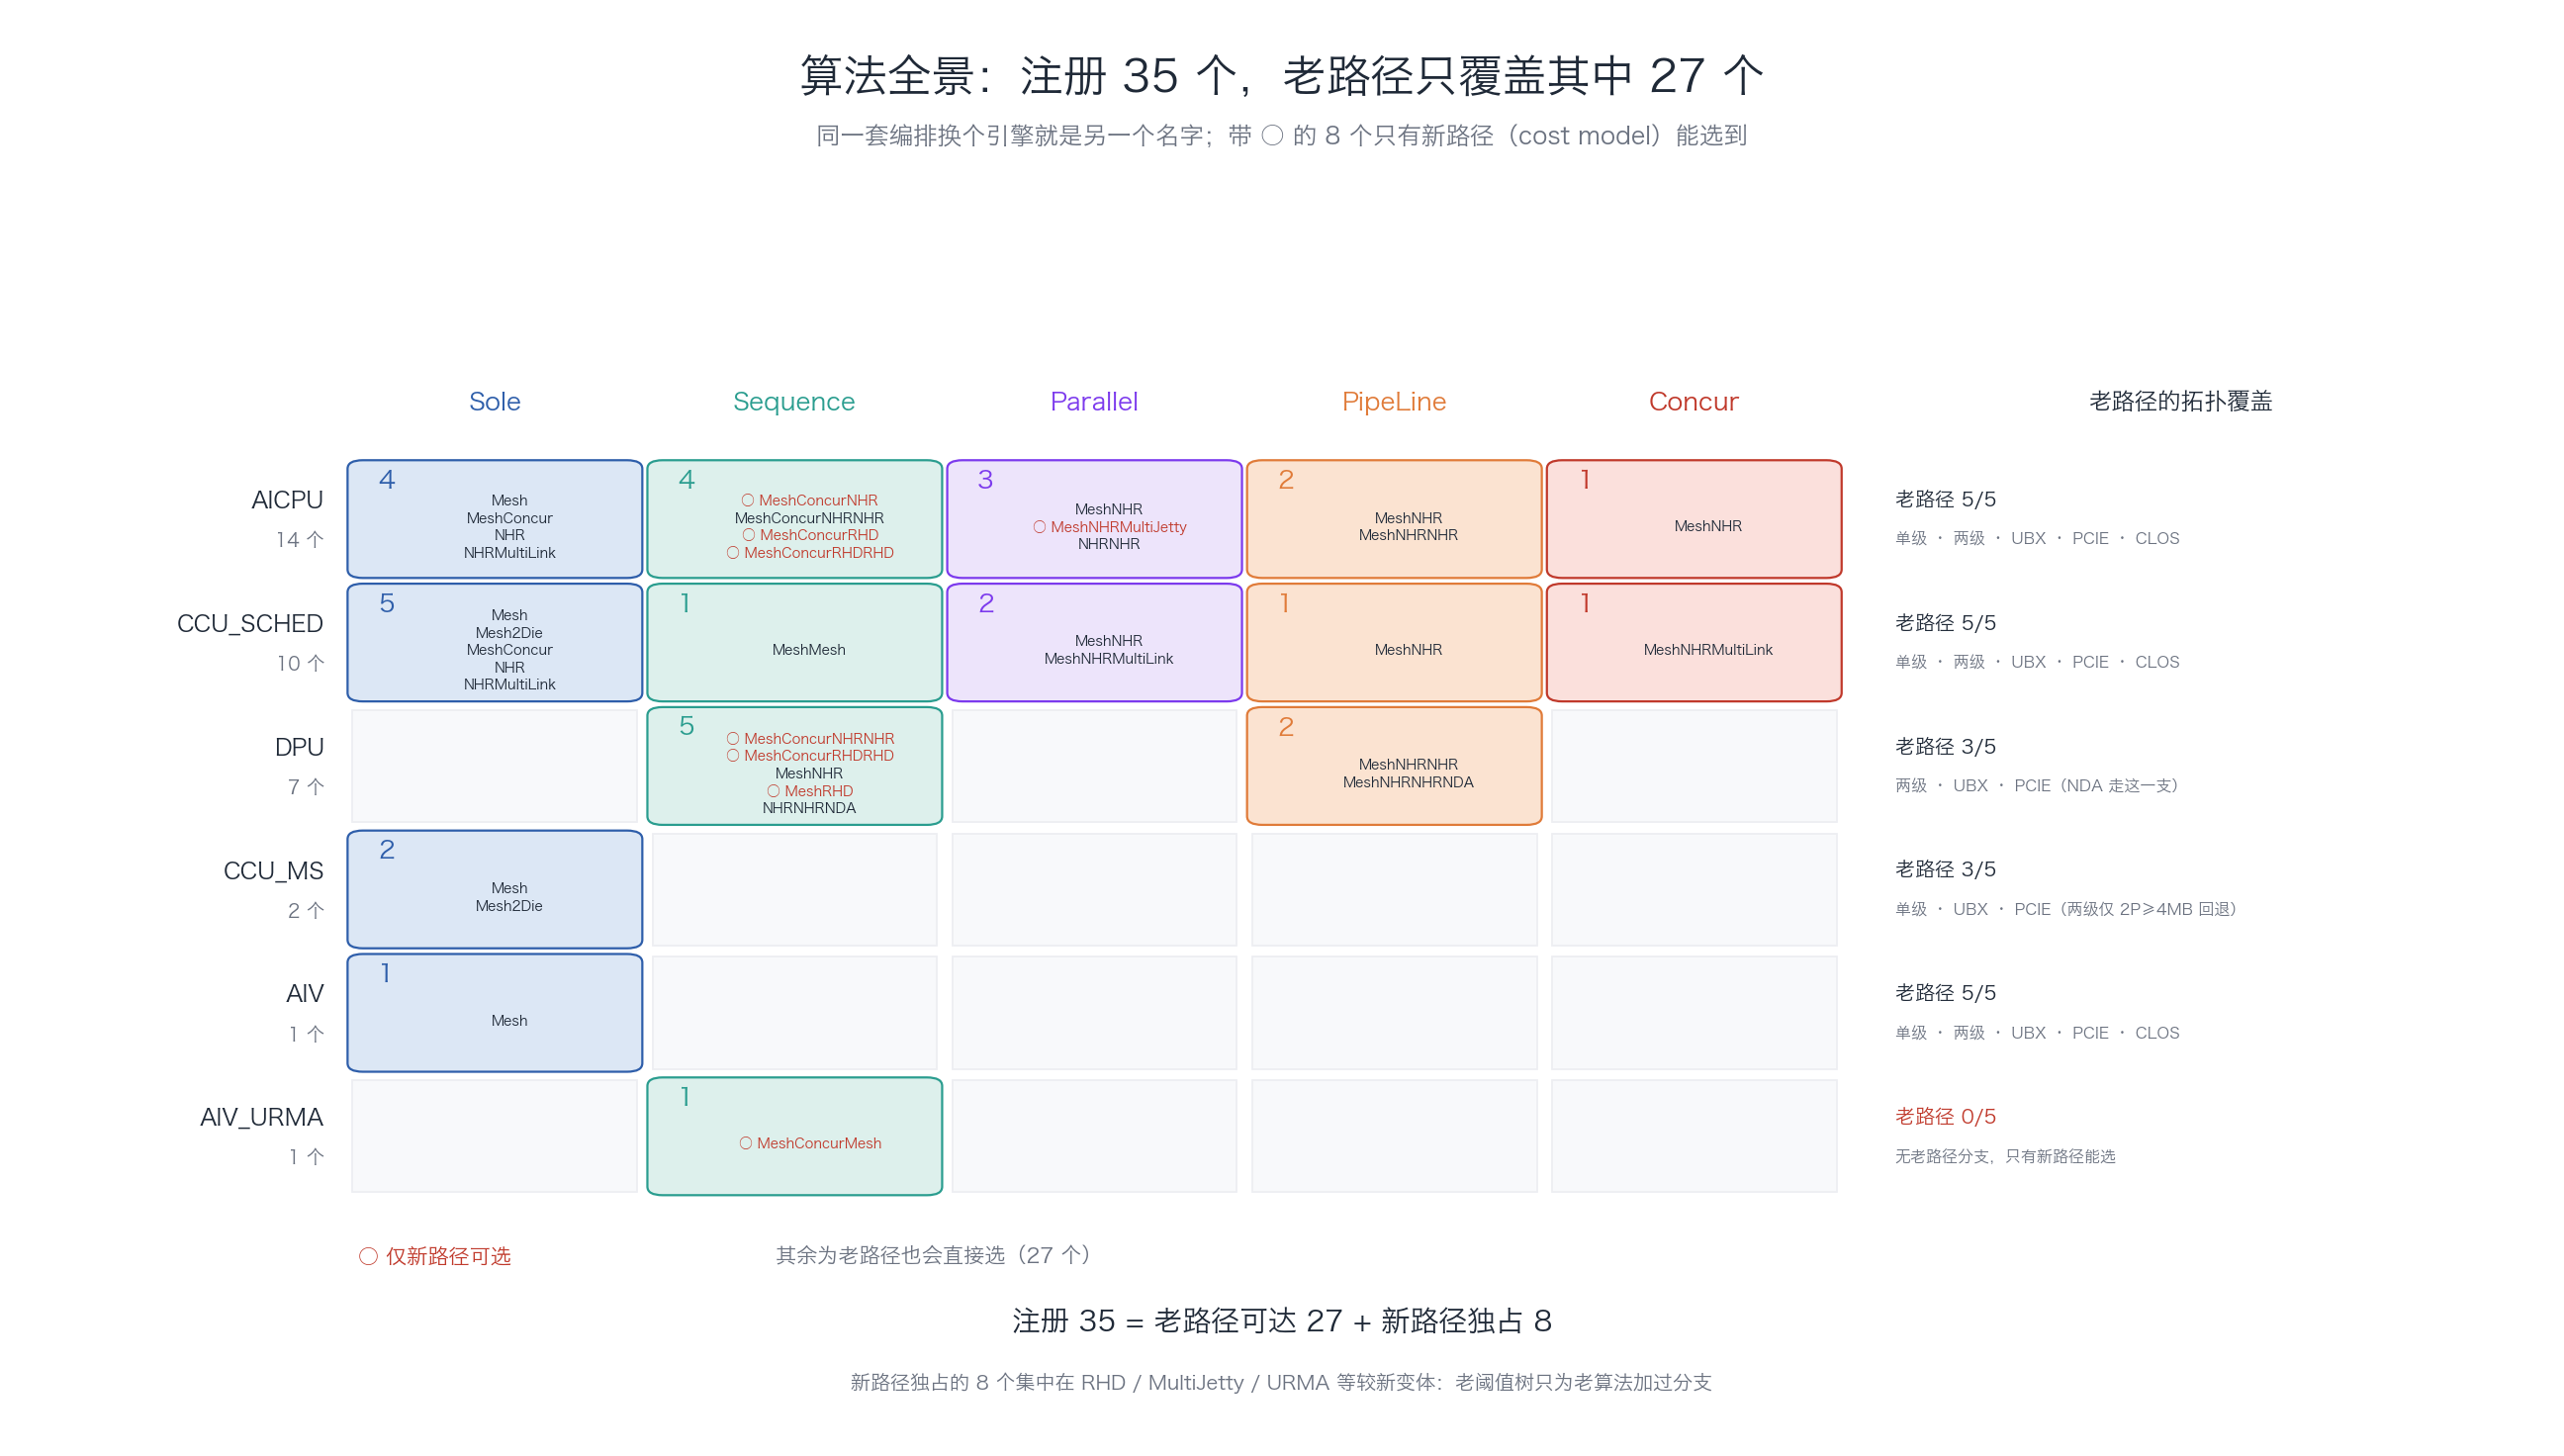 算法全景：注册 35 个，老路径只覆盖其中 27 个
同一套编排换个引擎就是另一个名字；带 ○ 的 8 个只有新路径（cost model）能选到
Sole
Sequence
Parallel
PipeLine
Concur
老路径的拓扑覆盖
AICPU
14 个
4
Mesh
MeshConcur
NHR
NHRMultiLink
4
○ MeshConcurNHR
MeshConcurNHRNHR
○ MeshConcurRHD
○ MeshConcurRHDRHD
3
MeshNHR
○ MeshNHRMultiJetty
NHRNHR
2
MeshNHR
MeshNHRNHR
1
MeshNHR
老路径 5/5
单级 · 两级 · UBX · PCIE · CLOS
CCU_SCHED
10 个
5
Mesh
Mesh2Die
MeshConcur
NHR
NHRMultiLink
1
MeshMesh
2
MeshNHR
MeshNHRMultiLink
1
MeshNHR
1
MeshNHRMultiLink
老路径 5/5
单级 · 两级 · UBX · PCIE · CLOS
DPU
7 个
5
○ MeshConcurNHRNHR
○ MeshConcurRHDRHD
MeshNHR
○ MeshRHD
NHRNHRNDA
2
MeshNHRNHR
MeshNHRNHRNDA
老路径 3/5
两级 · UBX · PCIE（NDA 走这一支）
CCU_MS
2 个
2
Mesh
Mesh2Die
老路径 3/5
单级 · UBX · PCIE（两级仅 2P≥4MB 回退）
AIV
1 个
1
Mesh
老路径 5/5
单级 · 两级 · UBX · PCIE · CLOS
AIV_URMA
1 个
1
○ MeshConcurMesh
老路径 0/5
无老路径分支，只有新路径能选
○ 仅新路径可选
其余为老路径也会直接选（27 个）
注册 35 = 老路径可达 27 + 新路径独占 8
新路径独占的 8 个集中在 RHD / MultiJetty / URMA 等较新变体：老阈值树只为老算法加过分支